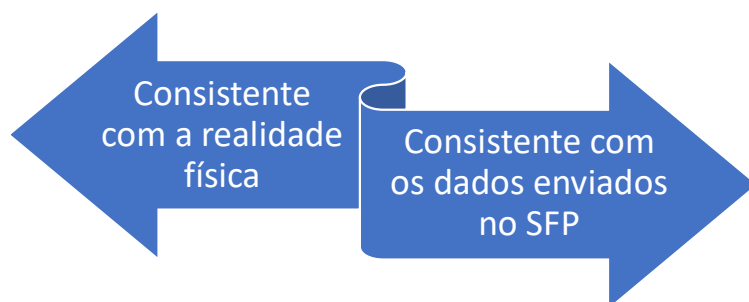 Consistente
com a realidade
física
Consistente com
os dados enviados
no SFP